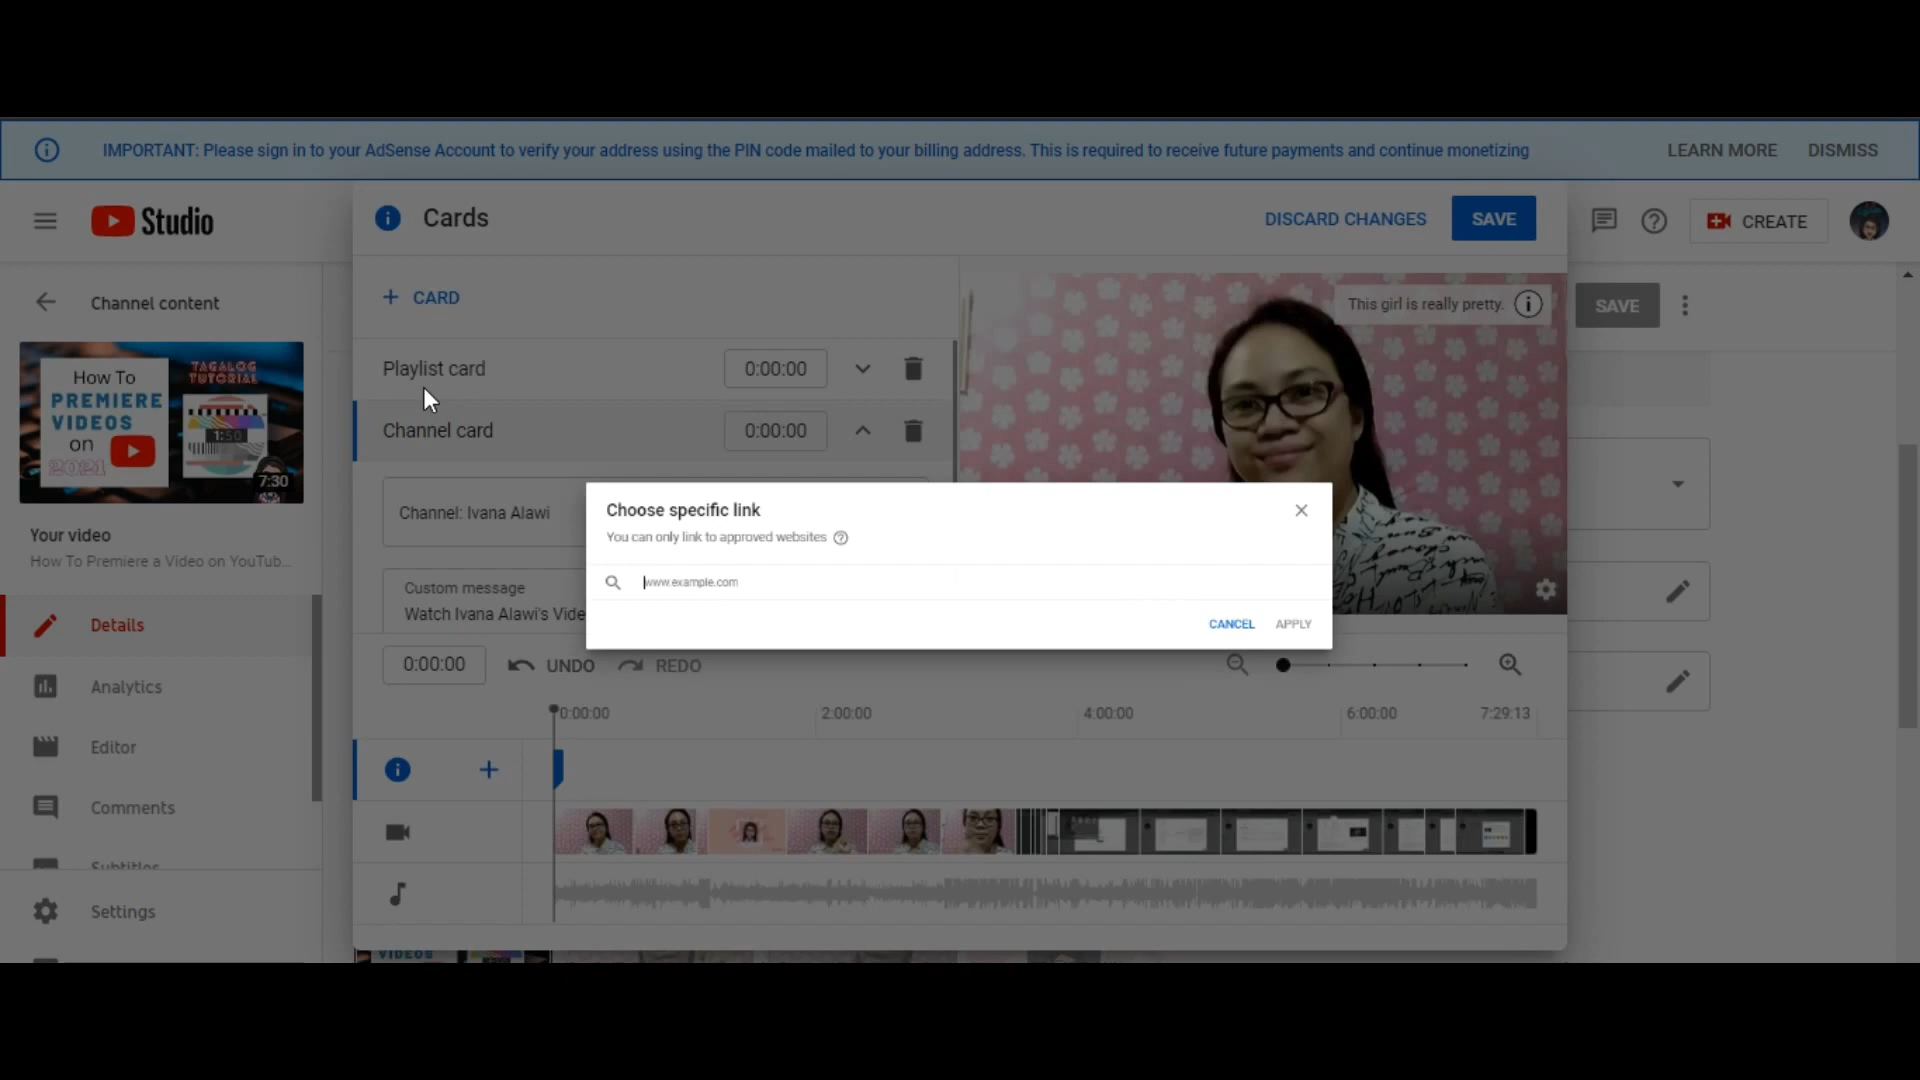 IMPORTANT: Please sign in to your AdSense Account to verify your address using the PIN code mailed to your billing address. This is required to receive future payments and continue monetizing
LEARN MORE
DISMISS
Studio
Cards
DISCARD CHANGES
SAVE
CREATE
Channel content
+ CARD
This girl is really pretty.
SAVE
Playlist card
0:00:00
Channel card
0:00:00
How To
PREMIERE
VIDEOS
on
2021
TAGALOG
TUTORIAL
1:50
7:30
Channel: Ivana Alawi
Choose specific link
You can only link to approved websites
www.example.com
CANCEL
APPLY
Your video
How To Premiere a Video on YouTub...
Custom message
Watch Ivana Alawi's Vide
Details
0:00:00
UNDO
REDO
Analytics
0:00:00
2:00:00
4:00:00
6:00:00
7:29:13
Editor
Comments
Subtitles
Settings
VIDEOS